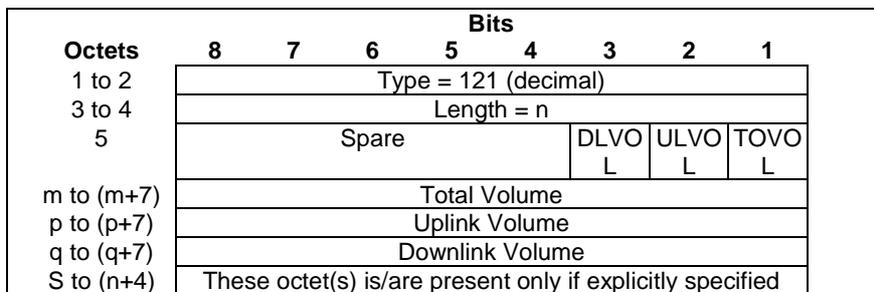 Bits
Octets 8 7 6 5 4 3 2 1
1 to 2 Type = 121 (decimal)
3 to 4 Length = n
5 Spare DLVO ULVO TOVO
L L L
m to (m+7) Total Volume
p to (p+7) Uplink Volume
q to (q+7) Downlink Volume
S to (n+4) These octet(s) is/are present only if explicitly specified